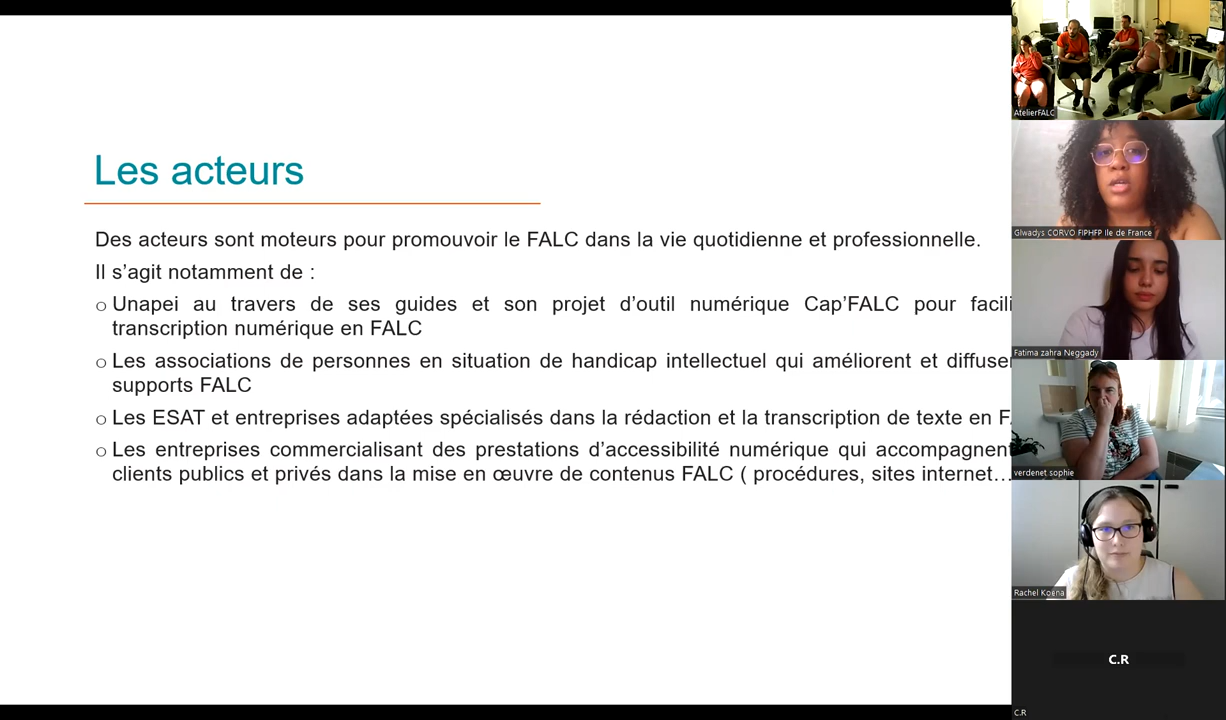 Les acteurs
Des acteurs sont moteurs pour promouvoir le FALC dans la vie quotidienne et professionnelle.
Il s’agit notamment de :
Unapei au travers de ses guides et son projet d’outil numérique Cap’FALC pour facili
transcription numérique en FALC
Les associations de personnes en situation de handicap intellectuel qui améliorent et diffuser
supports FALC
Les ESAT et entreprises adaptées spécialisés dans la rédaction et la transcription de texte en F
Les entreprises commercialisant des prestations d’accessibilité numérique qui accompagnent
clients publics et privés dans la mise en œuvre de contenus FALC ( procédures, sites internet…
AtelierFALC
Glwadys CORVO FIPHFP Ile de France
Fatima zahra Neggady
verdenet sophie
Rachel Koena
C.R
C.R